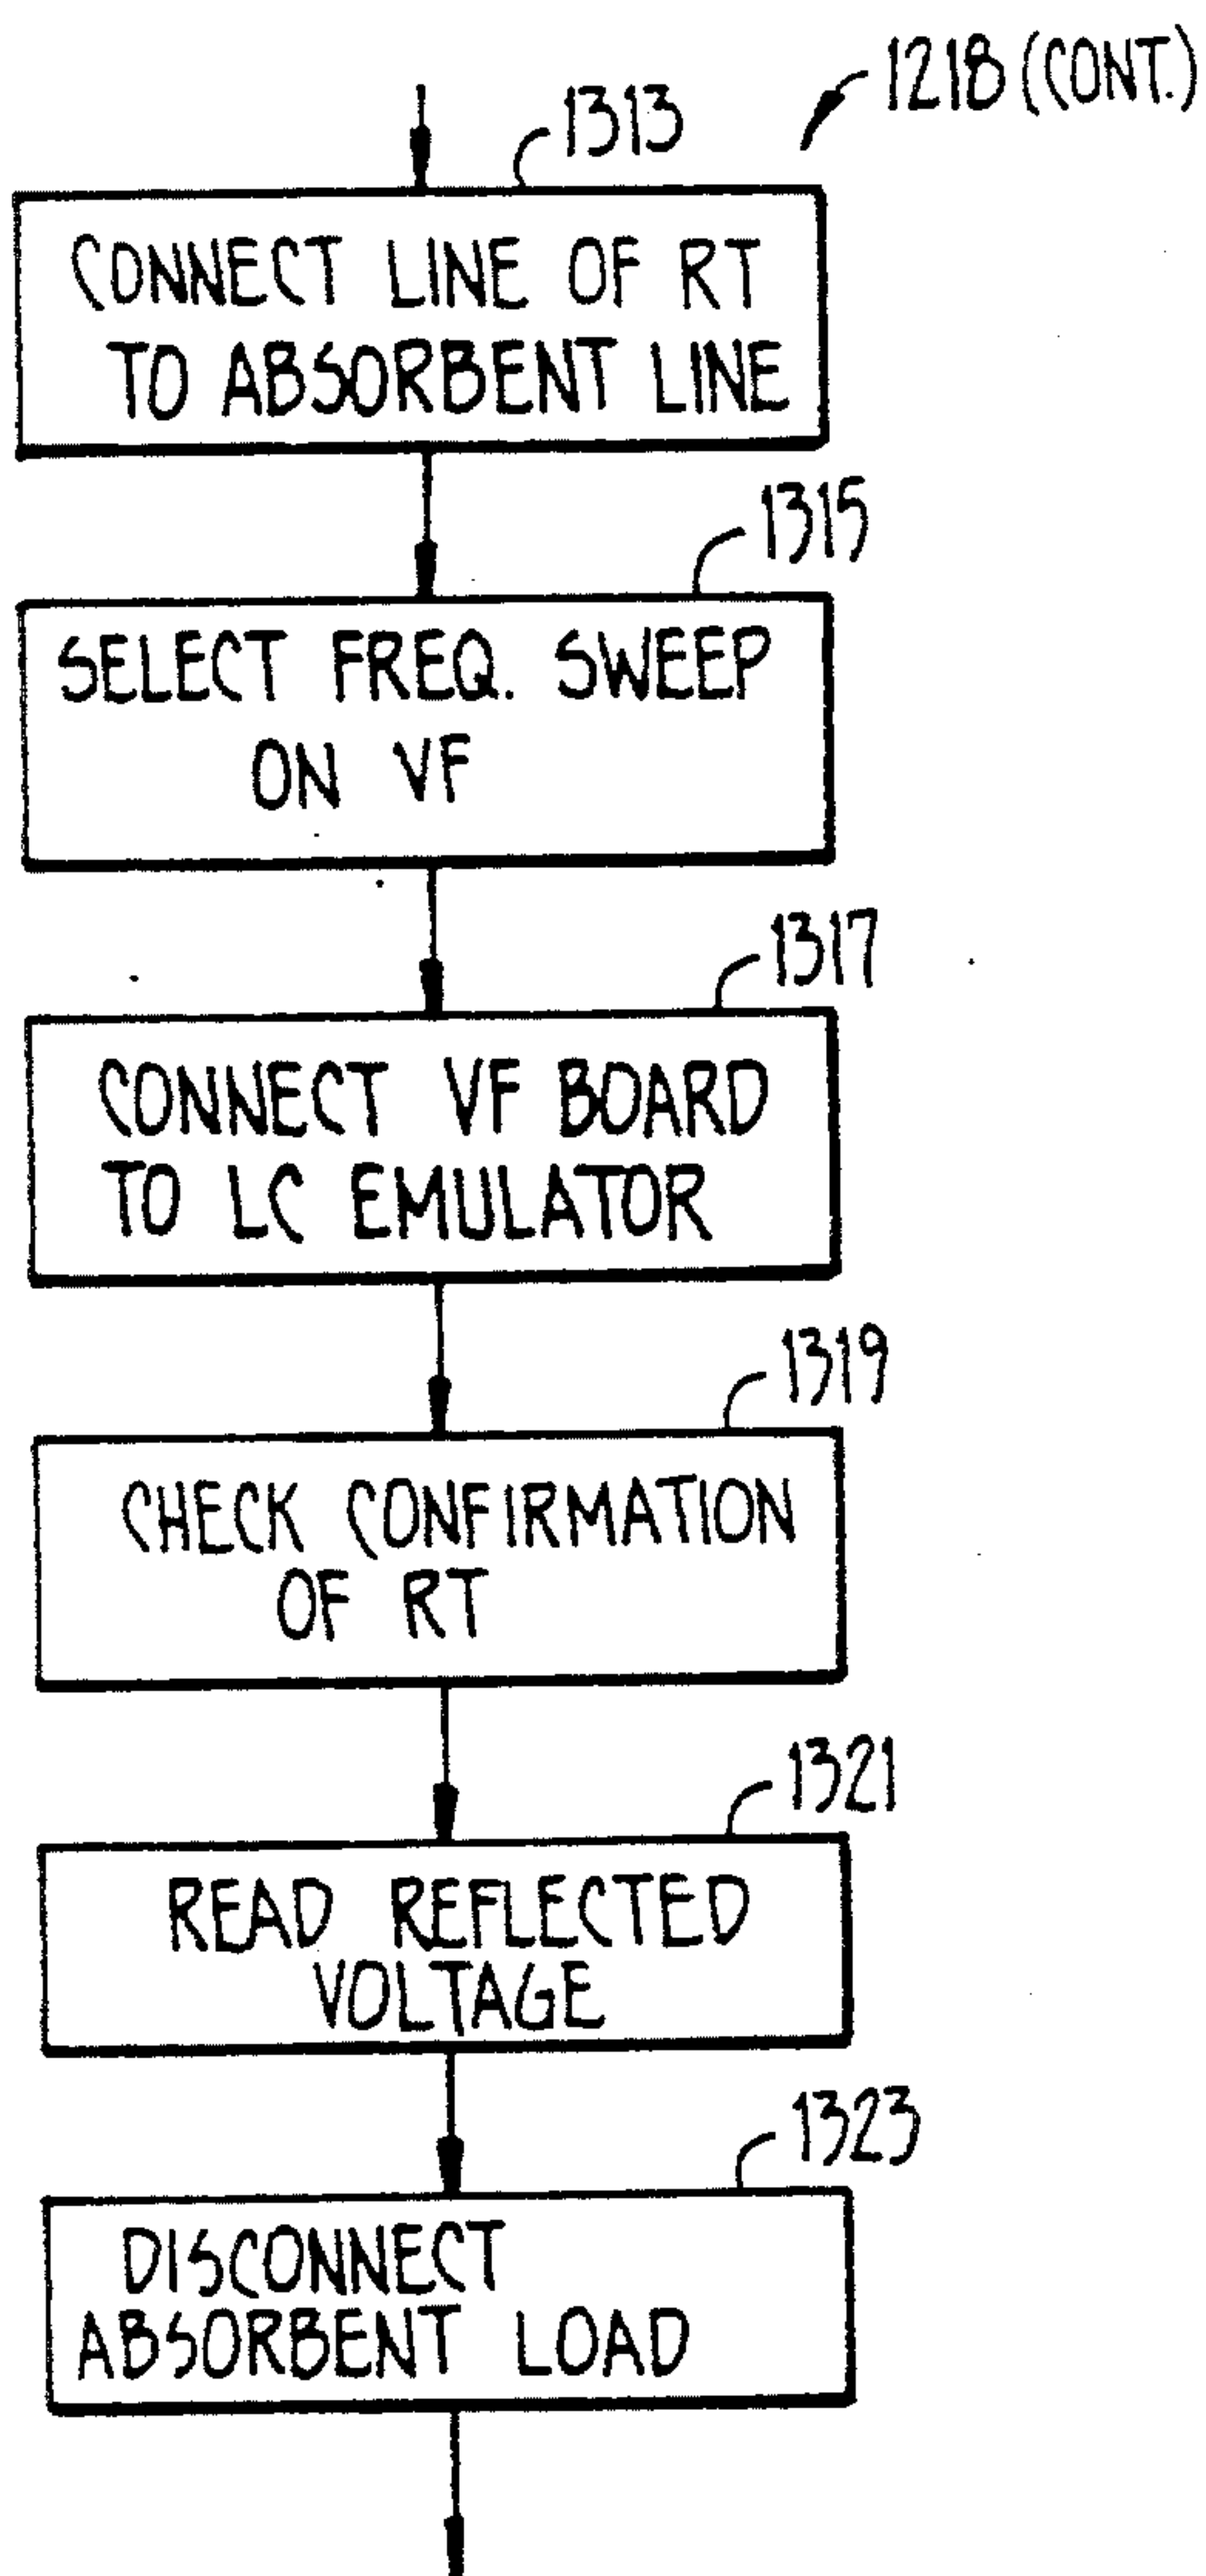 1218 (CONT.)
1313
CONNECT LINE OF RT
TO ABSORBENT LINE
1315
SELECT FREQ. SWEEP
ON VF
1317
CONNECT VF BOARD
TO LC EMULATOR
1319
CHECK CONFIRMATION
OF RT
1321
READ REFLECTED
VOLTAGE
1323
DISCONNECT
ABSORBENT LOAD